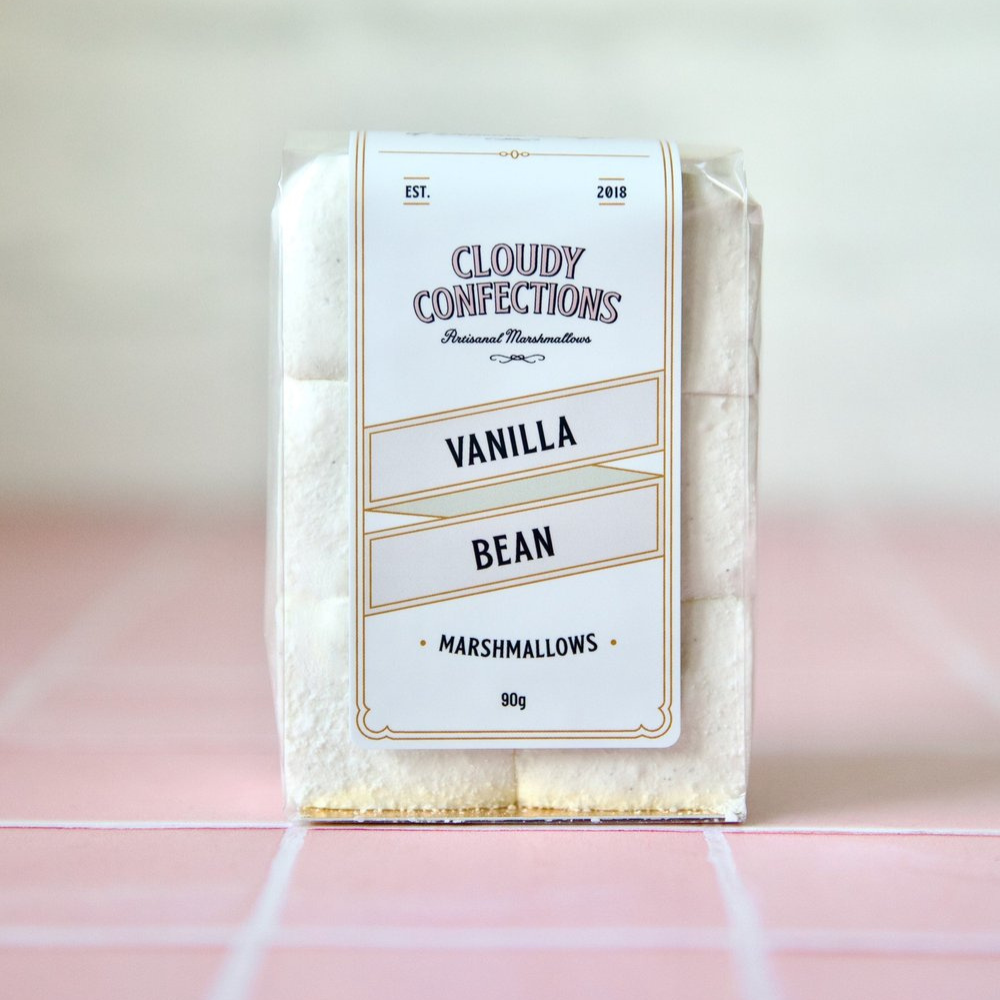 EST. 2018
CLOUDY
CONFECTIONS
Artisanal Marshmallows
VANILLA
BEAN
• MARSHMALLOWS •
90g